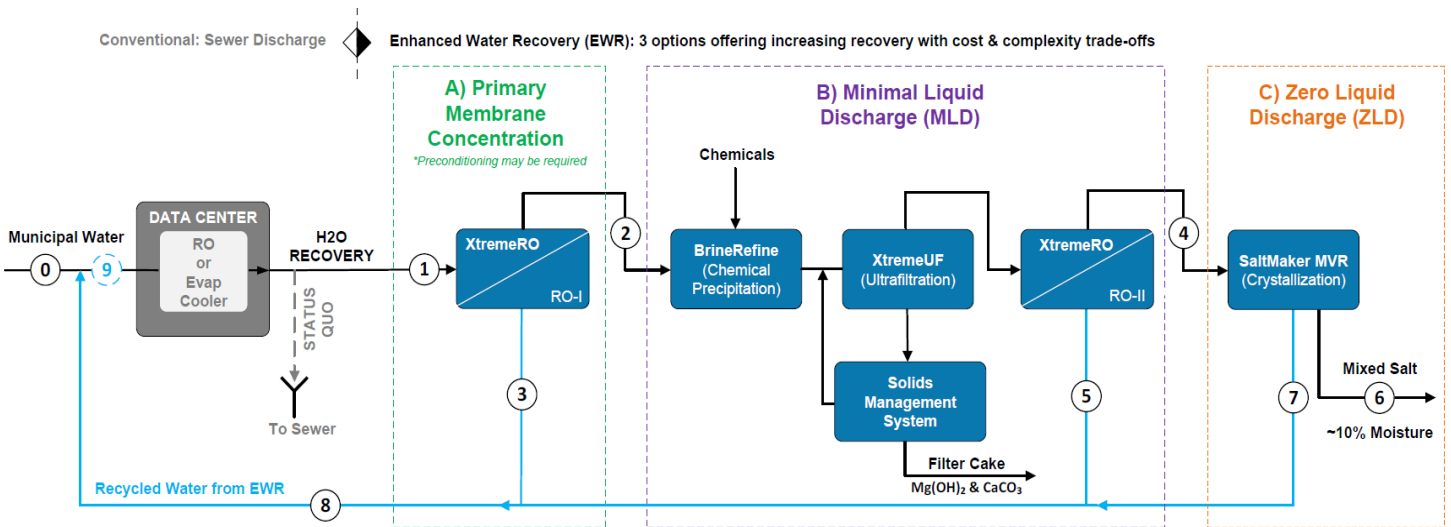 Conventional: Sewer Discharge
Enhanced Water Recovery (EWR): 3 options offering increasing recovery with cost & complexity trade-offs
A) Primary
Membrane
Concentration
*Preconditioning may be required
B) Minimal Liquid
Discharge (MLD)
C) Zero Liquid
Discharge (ZLD)
Chemicals
Municipal Water
0
9
DATA CENTER
RO
or
Evap
Cooler
H2O
RECOVERY
STATUS
QUO
To Sewer
1
XtremeRO
RO-I
2
BrineRefine
(Chemical
Precipitation)
XtremeUF
(Ultrafiltration)
XtremeRO
RO-II
4
SaltMaker MVR
(Crystallization)
3
Solids
Management
System
5
7
Mixed Salt
6
~10% Moisture
Filter Cake
Mg(OH)₂ & CaCO₃
Recycled Water from EWR
8